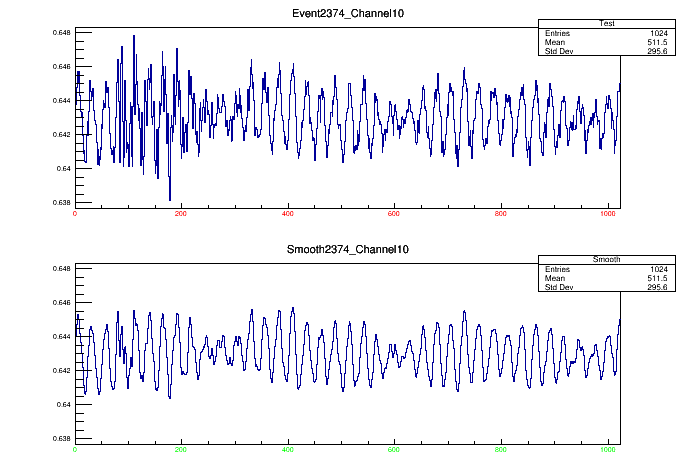 Event2374_Channel10
Test
Entries 1024
Mean 511.5
Std Dev 295.6
0.648
0.646
0.644
0.642
0.64
0.638
0 200 400 600 800 1000
Smooth2374_Channel10
Smooth
Entries 1024
Mean 511.5
Std Dev 295.6
0.648
0.646
0.644
0.642
0.64
0.638
0 200 400 600 800 1000